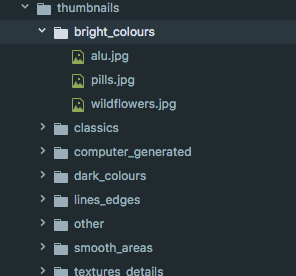 thumbnails
bright_colours
alu.jpg
pills.jpg
wildflowers.jpg
classics
computer_generated
dark_colours
lines_edges
other
smooth_areas
textures_details